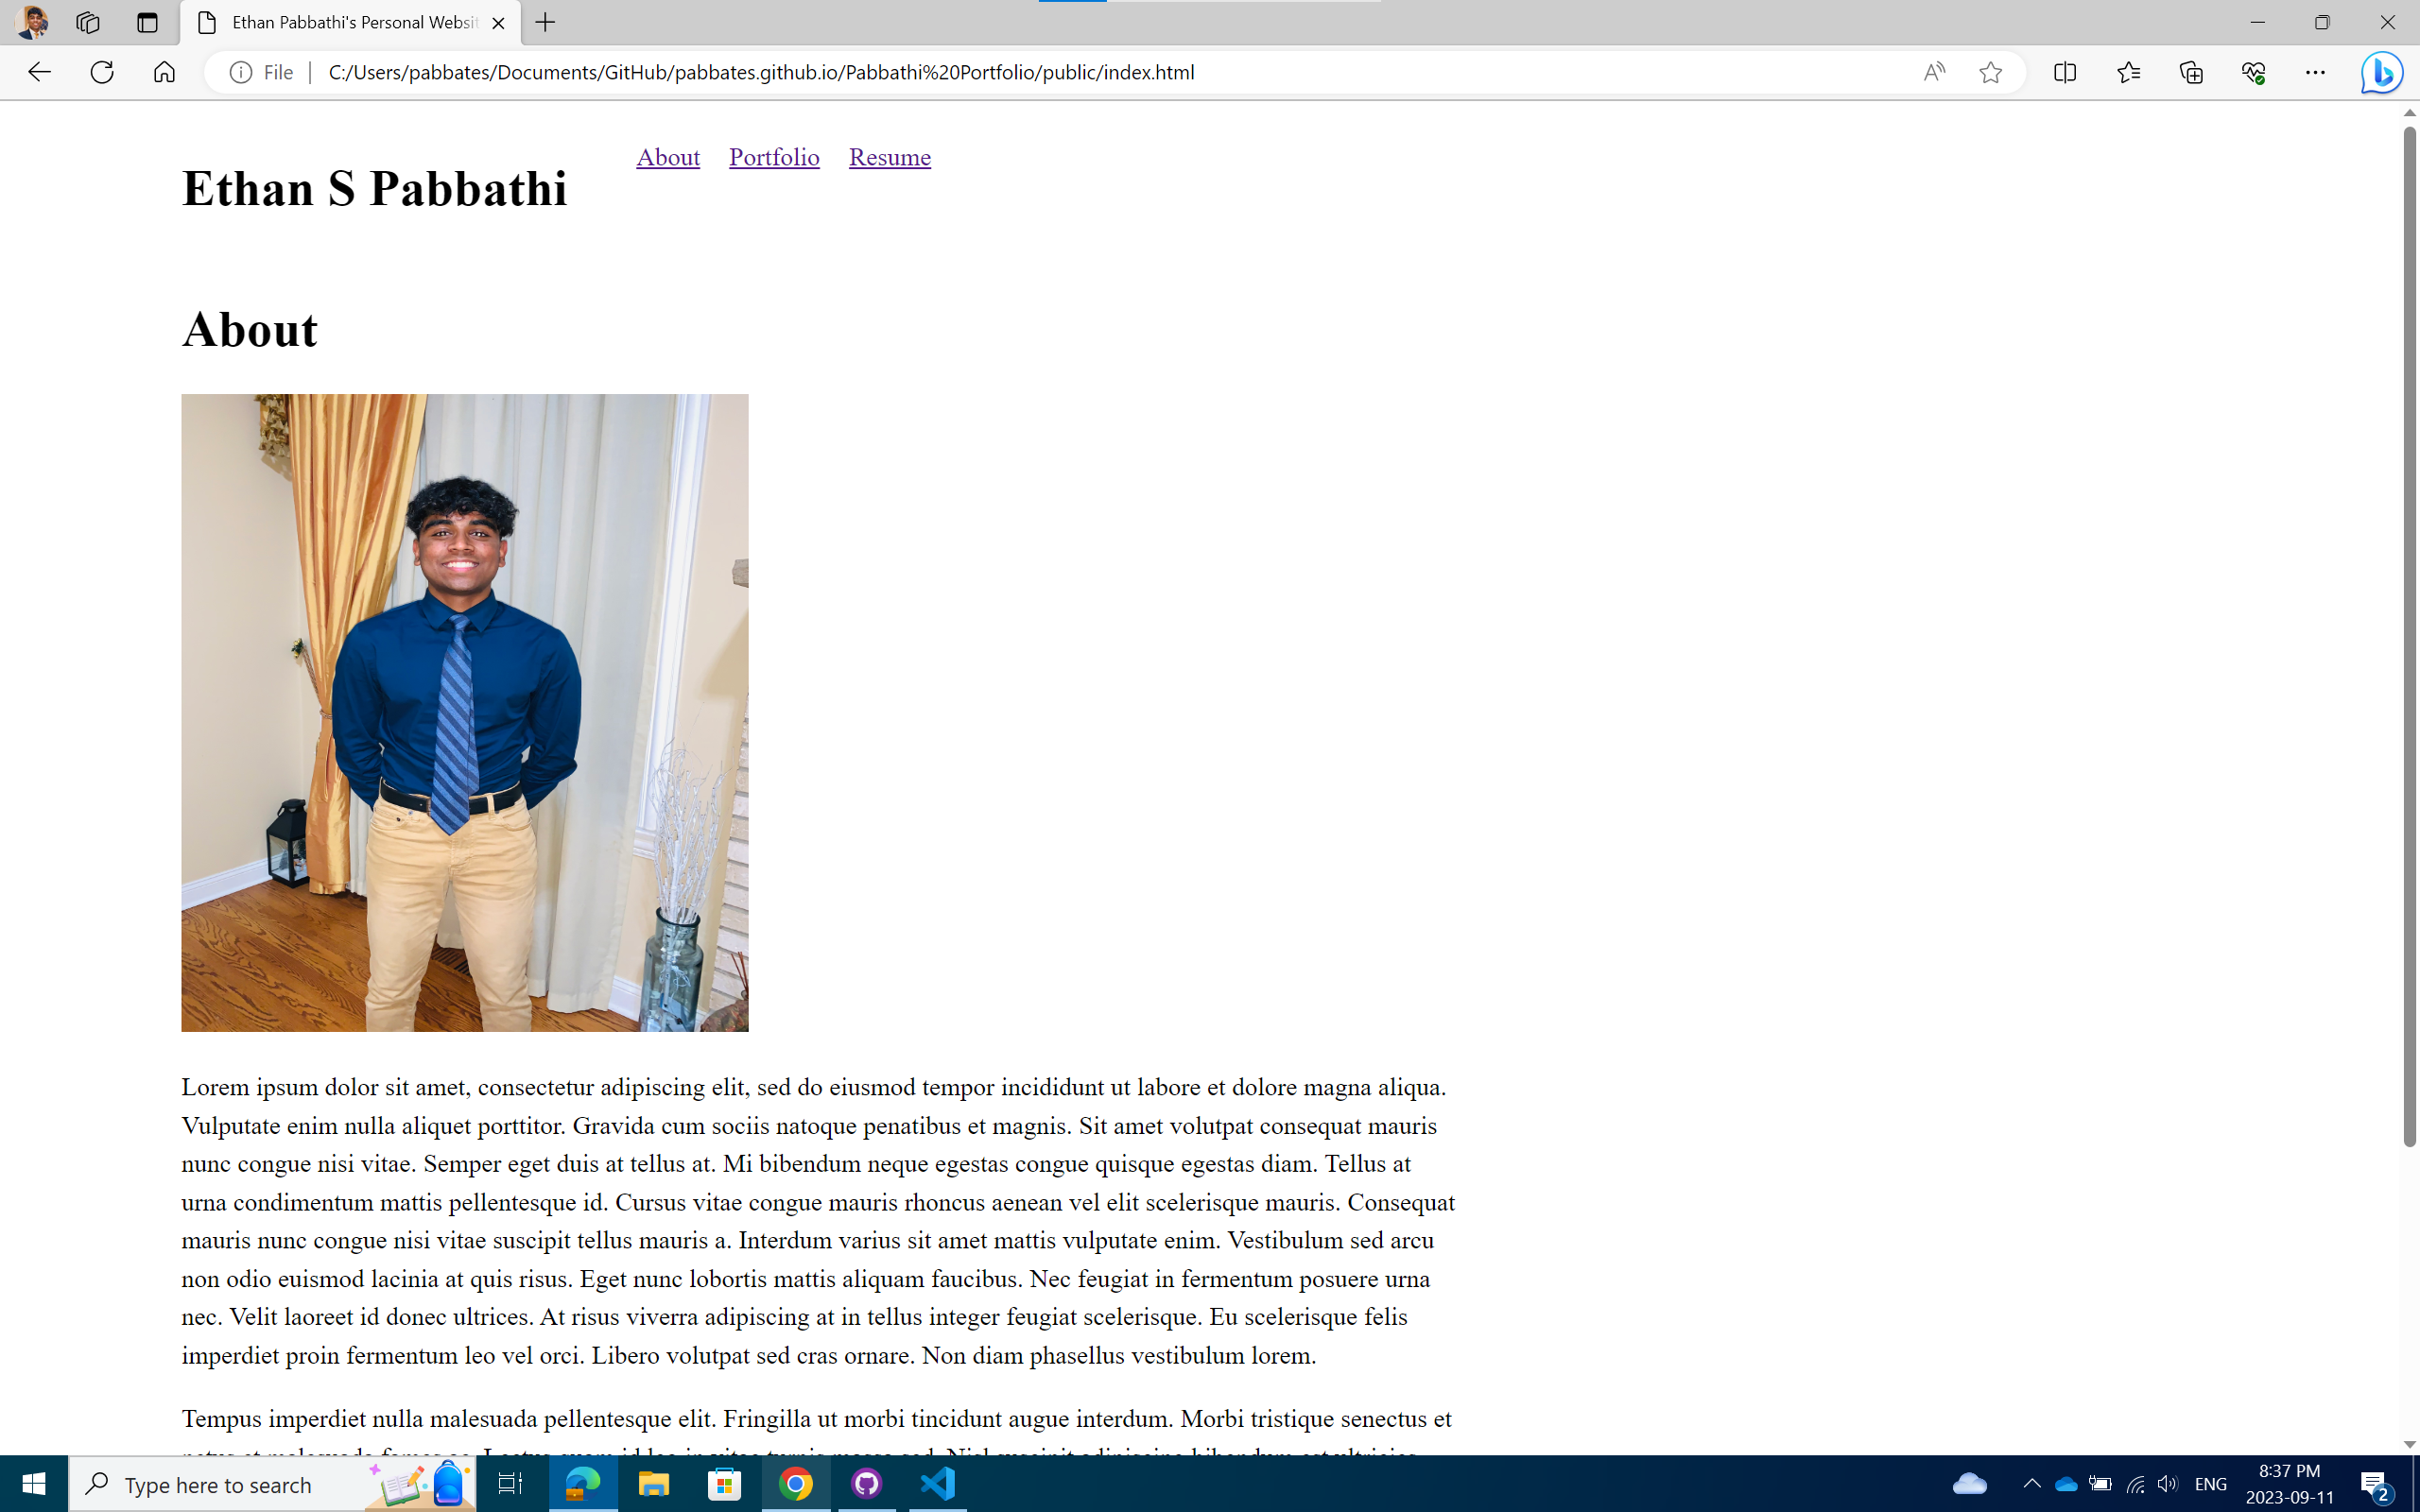 Ethan Pabbathi's Personal Websit
File
C:/Users/pabbates/Documents/GitHub/pabbates.github.io/Pabbathi%20Portfolio/public/index.html
Ethan S Pabbathi
About Portfolio Resume
About
Lorem ipsum dolor sit amet, consectetur adipiscing elit, sed do eiusmod tempor incididunt ut labore et dolore magna aliqua.
Vulputate enim nulla aliquet porttitor. Gravida cum sociis natoque penatibus et magnis. Sit amet volutpat consequat mauris
nunc congue nisi vitae. Semper eget duis at tellus at. Mi bibendum neque egestas congue quisque egestas diam. Tellus at
urna condimentum mattis pellentesque id. Cursus vitae congue mauris rhoncus aenean vel elit scelerisque mauris. Consequat
mauris nunc congue nisi vitae suscipit tellus mauris a. Interdum varius sit amet mattis vulputate enim. Vestibulum sed arcu
non odio euismod lacinia at quis risus. Eget nunc lobortis mattis aliquam faucibus. Nec feugiat in fermentum posuere urna
nec. Velit laoreet id donec ultrices. At risus viverra adipiscing at in tellus integer feugiat scelerisque. Eu scelerisque felis
imperdiet proin fermentum leo vel orci. Libero volutpat sed cras ornare. Non diam phasellus vestibulum lorem.
Tempus imperdiet nulla malesuada pellentesque elit. Fringilla ut morbi tincidunt augue interdum. Morbi tristique senectus et
Type here to search
ENG
8:37 PM
2023-09-11
2